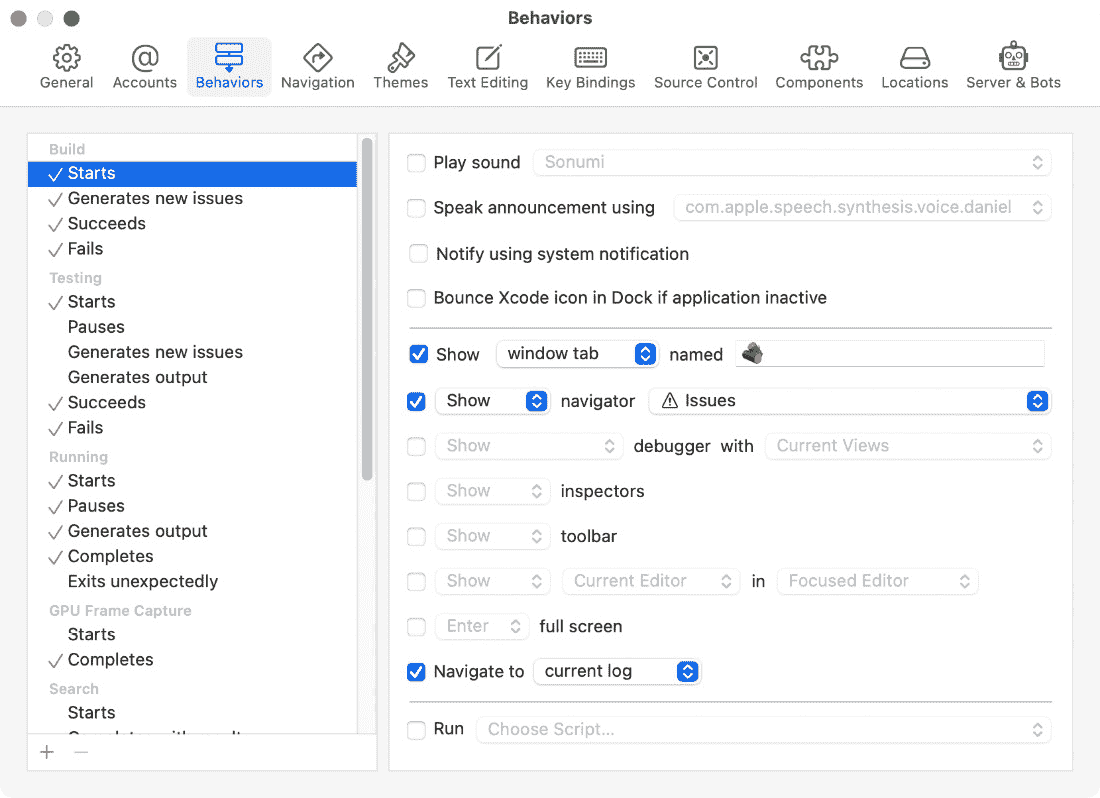 Behaviors
General Accounts Behaviors Navigation Themes Text Editing Key Bindings Source Control Components Locations Server & Bots
Build
Starts
Generates new issues
Succeeds
Fails
Testing
Starts
Pauses
Generates new issues
Generates output
Succeeds
Fails
Running
Starts
Pauses
Generates output
Completes
Exits unexpectedly
GPU Frame Capture
Starts
Completes
Search
Starts
Play sound Sonumi
Speak announcement using com.apple.speech.synthesis.voice.daniel
Notify using system notification
Bounce Xcode icon in Dock if application inactive
Show window tab named
Show navigator Issues
Show debugger with Current Views
Show inspectors
Show toolbar
Show Current Editor in Focused Editor
Enter full screen
Navigate to current log
Run Choose Script...